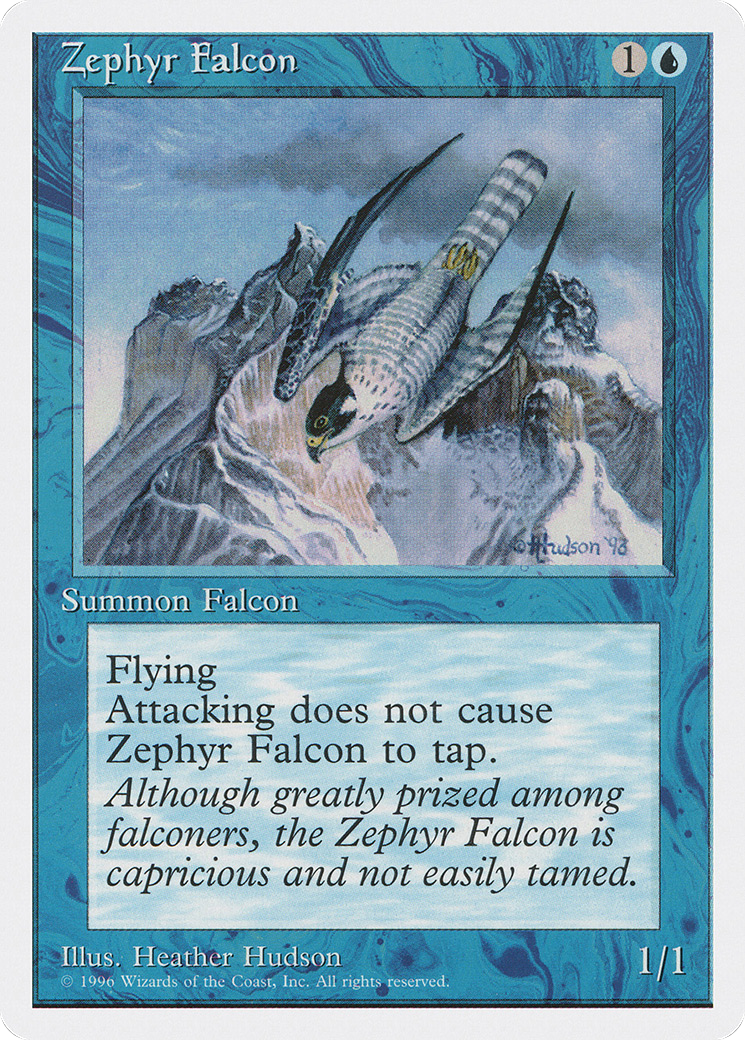 Zephyr Falcon 1
© HHudson '93
Summon Falcon
Flying
Attacking does not cause
Zephyr Falcon to tap.
Although greatly prized among
falconers, the Zephyr Falcon is
capricious and not easily tamed.
Illus. Heather Hudson
1/1
© 1996 Wizards of the Coast, Inc. All rights reserved.